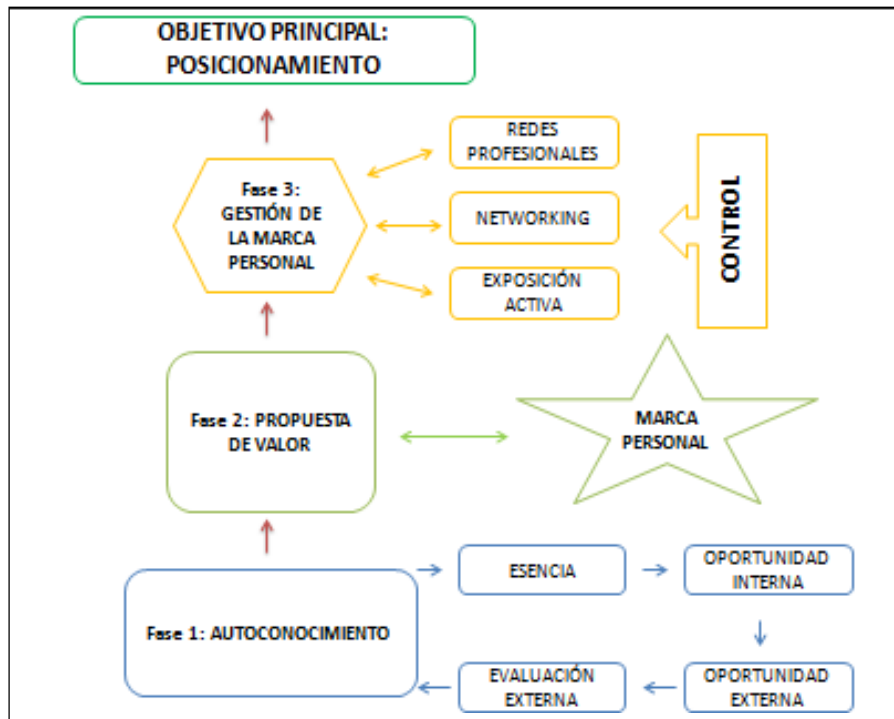 OBJETIVO PRINCIPAL:
POSICIONAMIENTO
REDES
PROFESIONALES
Fase 3:
GESTIÓN DE
LA MARCA
PERSONAL
NETWORKING
EXPOSICIÓN
ACTIVA
CONTROL
Fase 2: PROPUESTA
DE VALOR
MARCA
PERSONAL
Fase 1: AUTOCONOCIMIENTO
ESENCIA
OPORTUNIDAD
INTERNA
EVALUACIÓN
EXTERNA
OPORTUNIDAD
EXTERNA